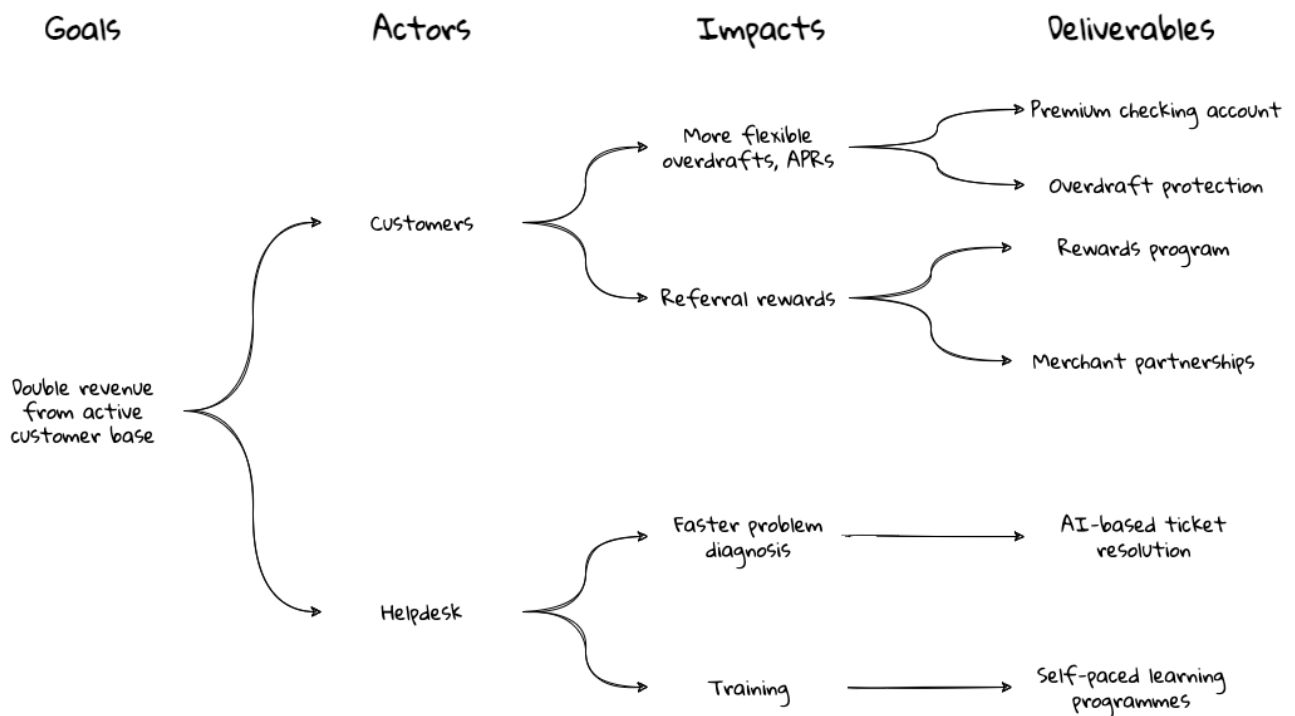 Goals
Actors
Impacts
Deliverables
Premium checking account
More flexible
overdrafts, APRs
Overdraft protection
Customers
Rewards program
Referral rewards
Merchant partnerships
Double revenue
from active
customer base
Faster problem
diagnosis
AI-based ticket
resolution
Helpdesk
Training
Self-paced learning
programmes